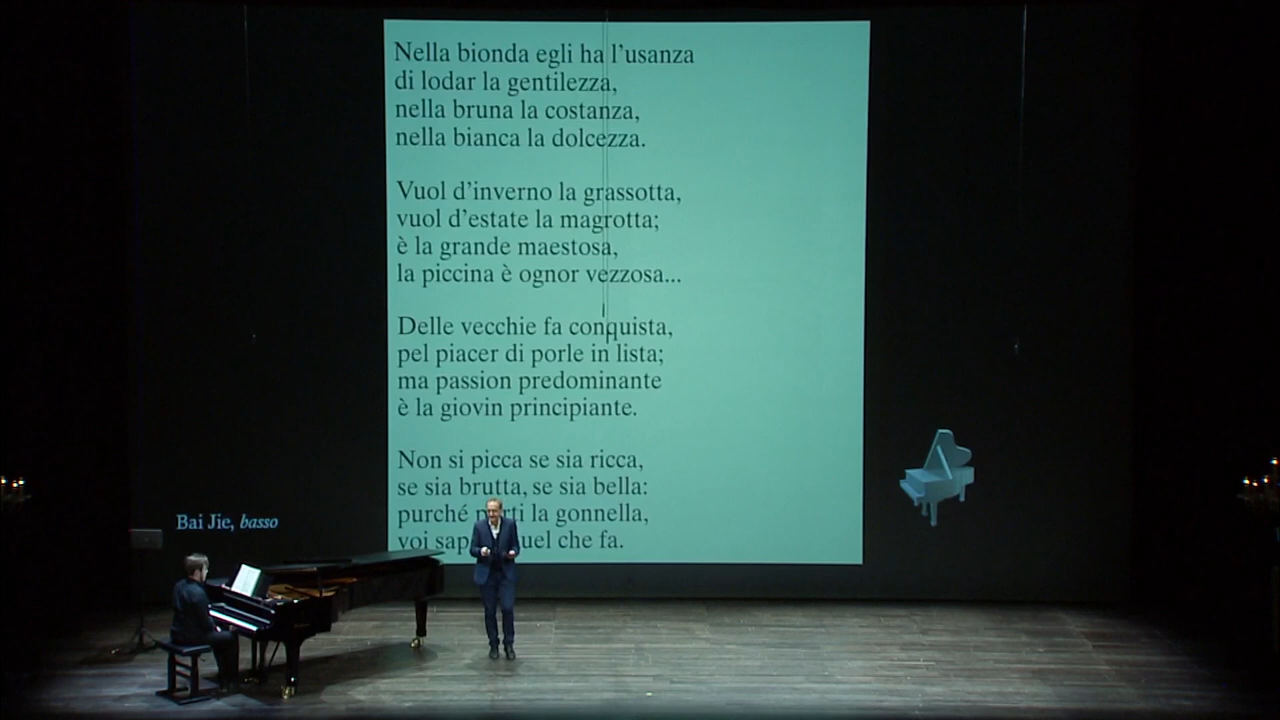 Nella bionda egli ha l'usanza
di lodar la gentilezza,
nella bruna la costanza,
nella bianca la dolcezza.
Vuol d'inverno la grassotta,
vuol d'estate la magrotta;
è la grande maestosa,
la piccina è ognor vezzosa...
Delle vecchie fa conquista,
pel piacer di porle in lista;
ma passion predominante
è la giovin principiante.
Non si picca se sia ricca,
se sia brutta, se sia bella:
purché la gonnella,
voi che fa.
Bai Jie, basso